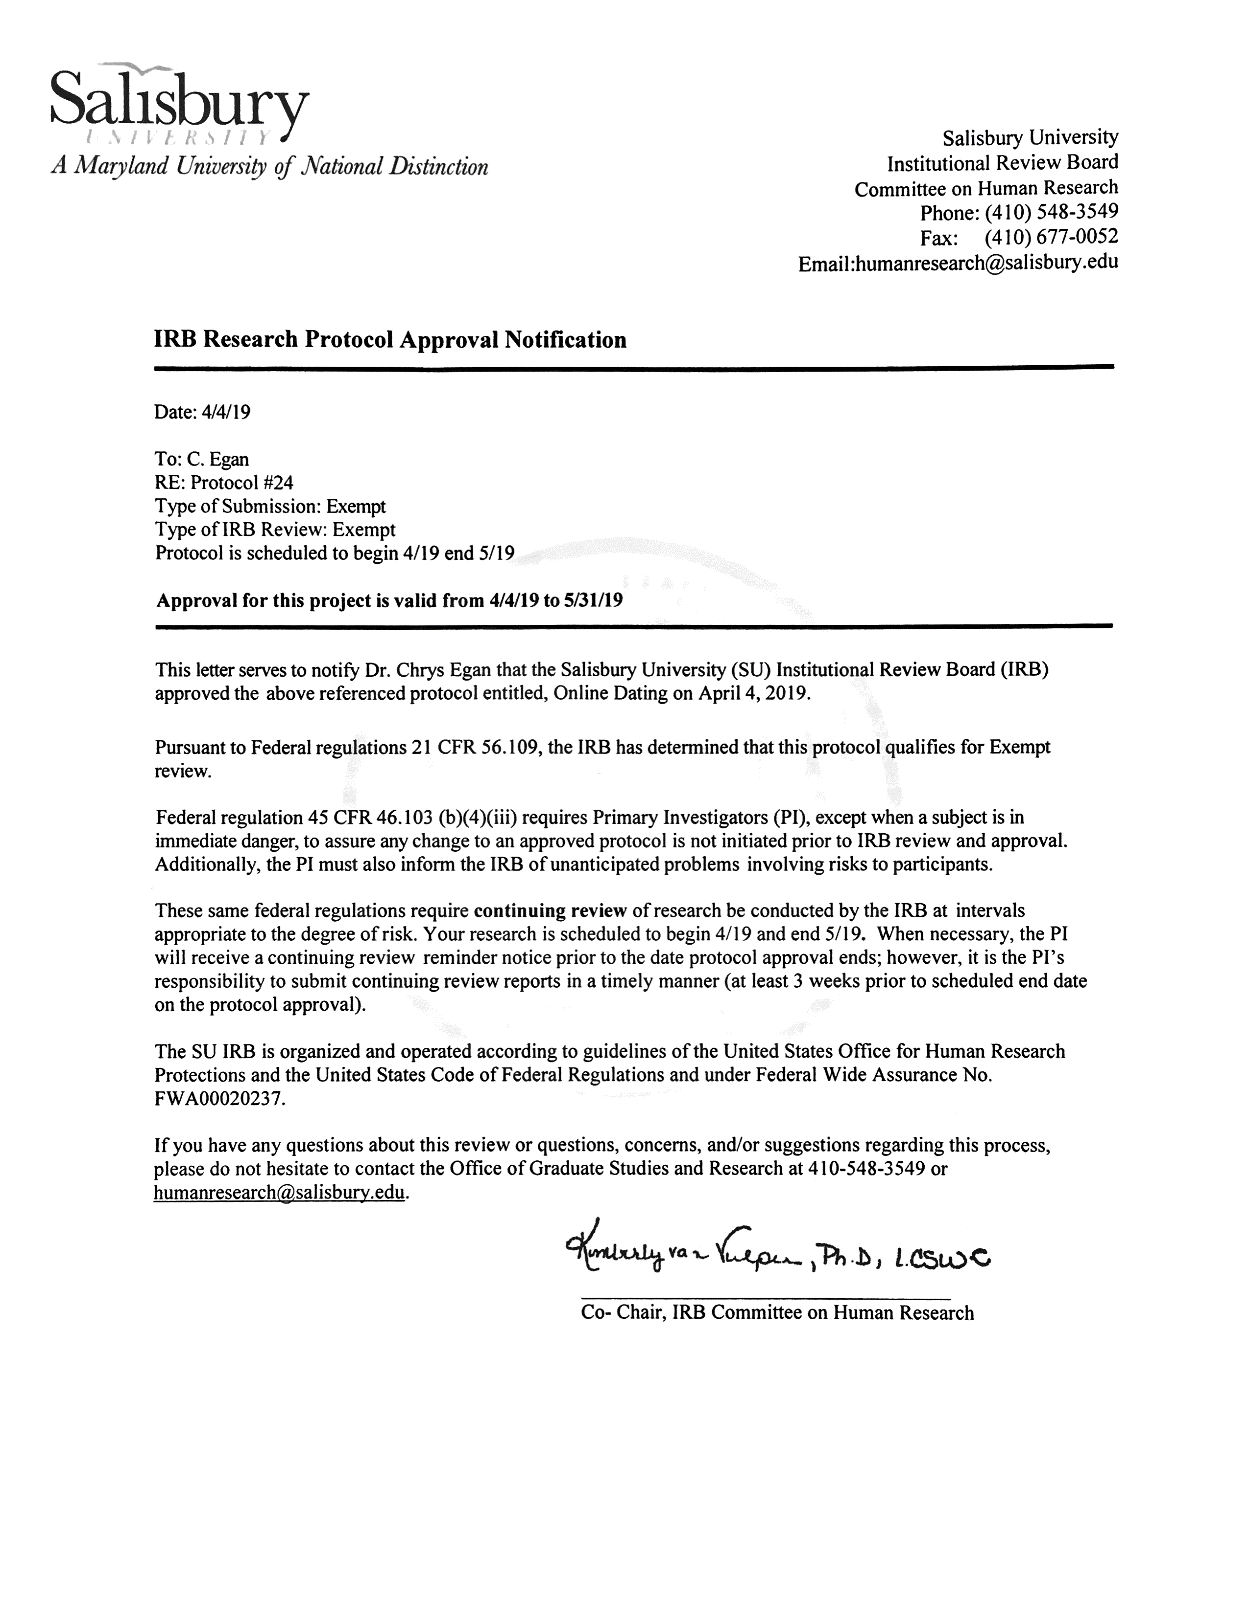 Salisbury
UNIVERSITY
A Maryland University of National Distinction
Salisbury University
Institutional Review Board
Committee on Human Research
Phone: (410) 548-3549
Fax: (410) 677-0052
Email:humanresearch@salisbury.edu
IRB Research Protocol Approval Notification
Date: 4/4/19
To: C. Egan
RE: Protocol #24
Type of Submission: Exempt
Type of IRB Review: Exempt
Protocol is scheduled to begin 4/19 end 5/19
Approval for this project is valid from 4/4/19 to 5/31/19
This letter serves to notify Dr. Chrys Egan that the Salisbury University (SU) Institutional Review Board (IRB)
approved the above referenced protocol entitled, Online Dating on April 4, 2019.
Pursuant to Federal regulations 21 CFR 56.109, the IRB has determined that this protocol qualifies for Exempt
review.
Federal regulation 45 CFR 46.103 (b)(4)(iii) requires Primary Investigators (PI), except when a subject is in
immediate danger, to assure any change to an approved protocol is not initiated prior to IRB review and approval.
Additionally, the PI must also inform the IRB of unanticipated problems involving risks to participants.
These same federal regulations require continuing review of research be conducted by the IRB at intervals
appropriate to the degree of risk. Your research is scheduled to begin 4/19 and end 5/19. When necessary, the PI
will receive a continuing review reminder notice prior to the date protocol approval ends; however, it is the PI's
responsibility to submit continuing review reports in a timely manner (at least 3 weeks prior to scheduled end date
on the protocol approval).
The SU IRB is organized and operated according to guidelines of the United States Office for Human Research
Protections and the United States Code of Federal Regulations and under Federal Wide Assurance No.
FWA00020237.
If you have any questions about this review or questions, concerns, and/or suggestions regarding this process,
please do not hesitate to contact the Office of Graduate Studies and Research at 410-548-3549 or
humanresearch@salisbury.edu.
Kimberly van Vulpen, Ph.D, LCSWC
Co- Chair, IRB Committee on Human Research